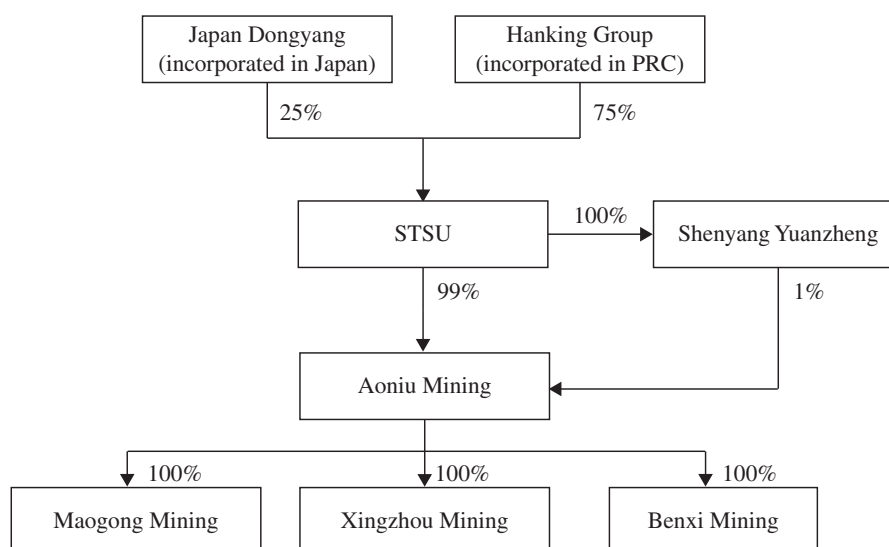 Japan Dongyang
(incorporated in Japan)
Hanking Group
(incorporated in PRC)
25%
75%
STSU
100%
Shenyang Yuanzheng
99%
1%
Aoniu Mining
100%
100%
100%
Maogong Mining
Xingzhou Mining
Benxi Mining